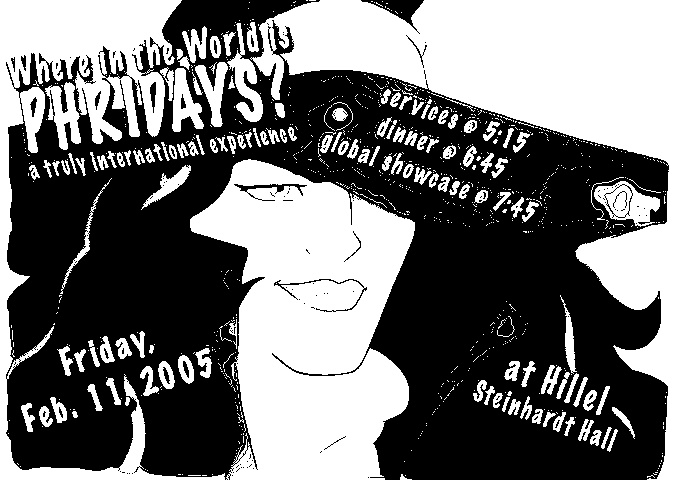 Where in the World is
PHRIDAYS?
a truly international experience
services @ 5:15
dinner @ 6:45
global showcase @ 7:45
Friday,
Feb. 11, 2005
at Hillel
Steinhardt Hall